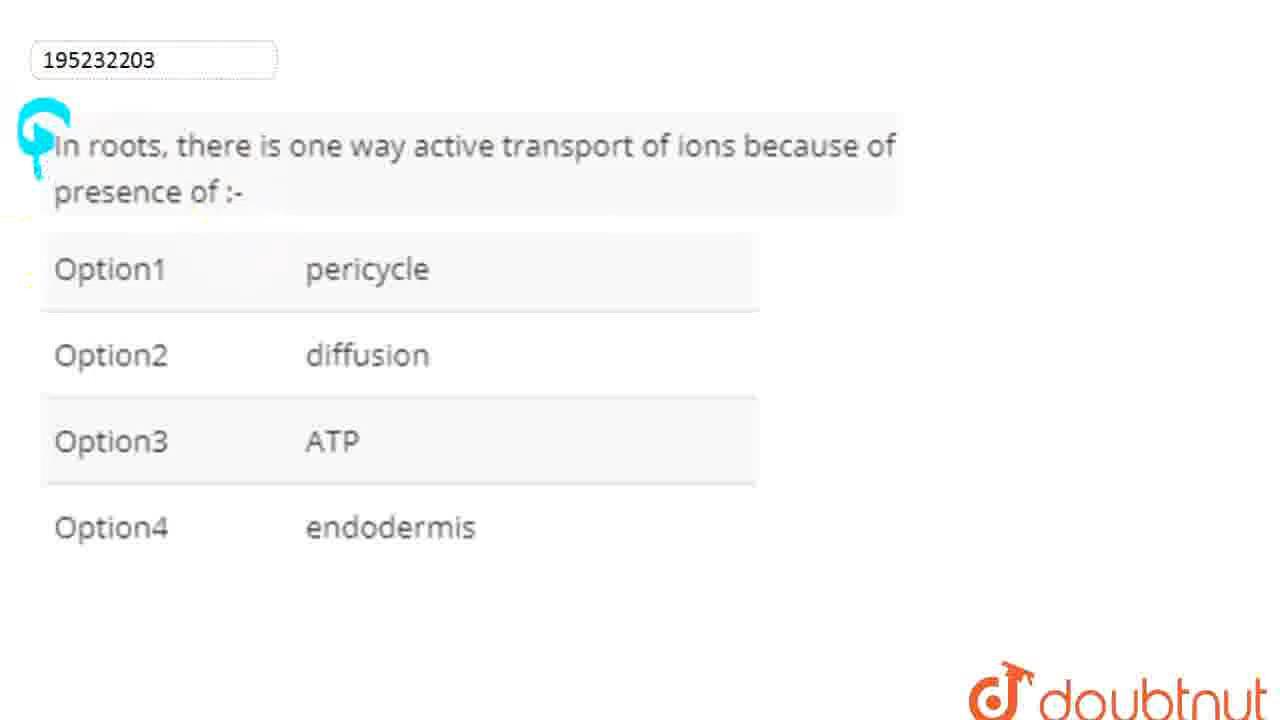 195232203
In roots, there is one way active transport of ions because of
presence of :-
Option1 pericycle
Option2 diffusion
Option3 ATP
Option4 endodermis
doubtnut